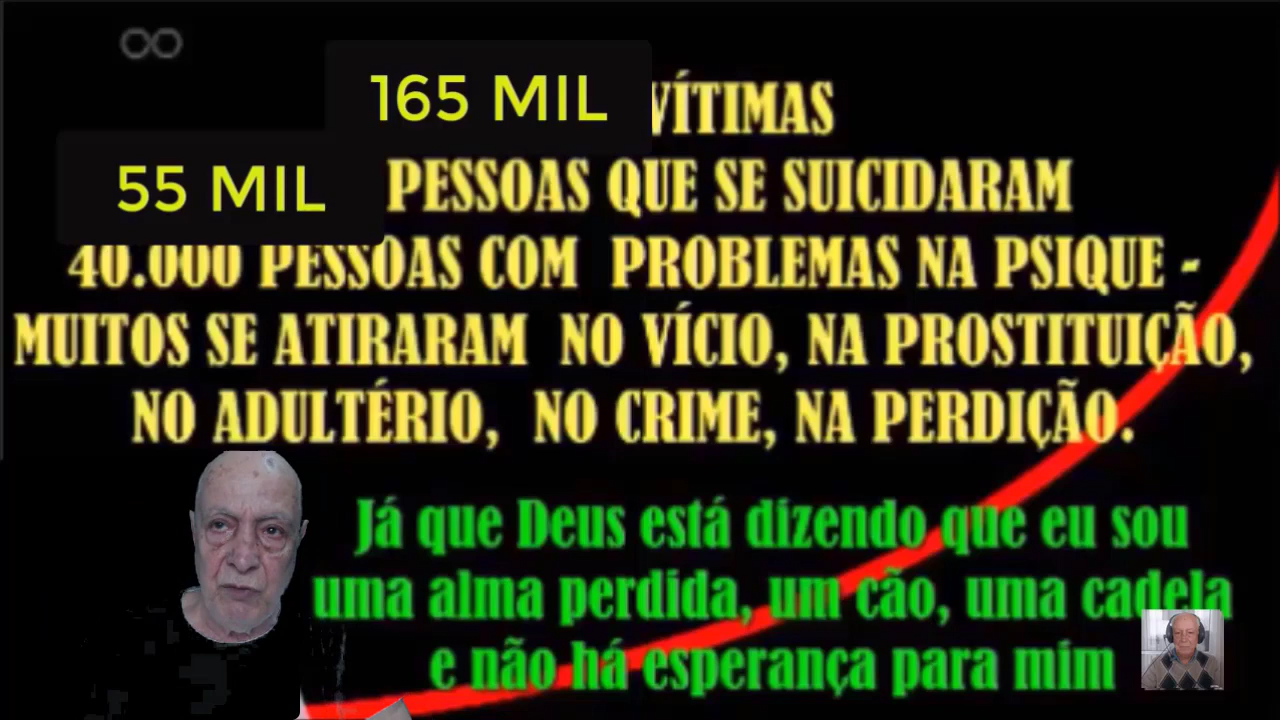 165 MIL VÍTIMAS
55 MIL PESSOAS QUE SE SUICIDARAM
40.000 PESSOAS COM PROBLEMAS NA PSIQUE -
MUITOS SE ATIRARAM NO VÍCIO, NA PROSTITUIÇÃO,
NO ADULTÉRIO, NO CRIME, NA PERDIÇÃO.
Já que Deus está dizendo que eu sou
uma alma perdida, um cão, uma cadela
e não há esperança para mim